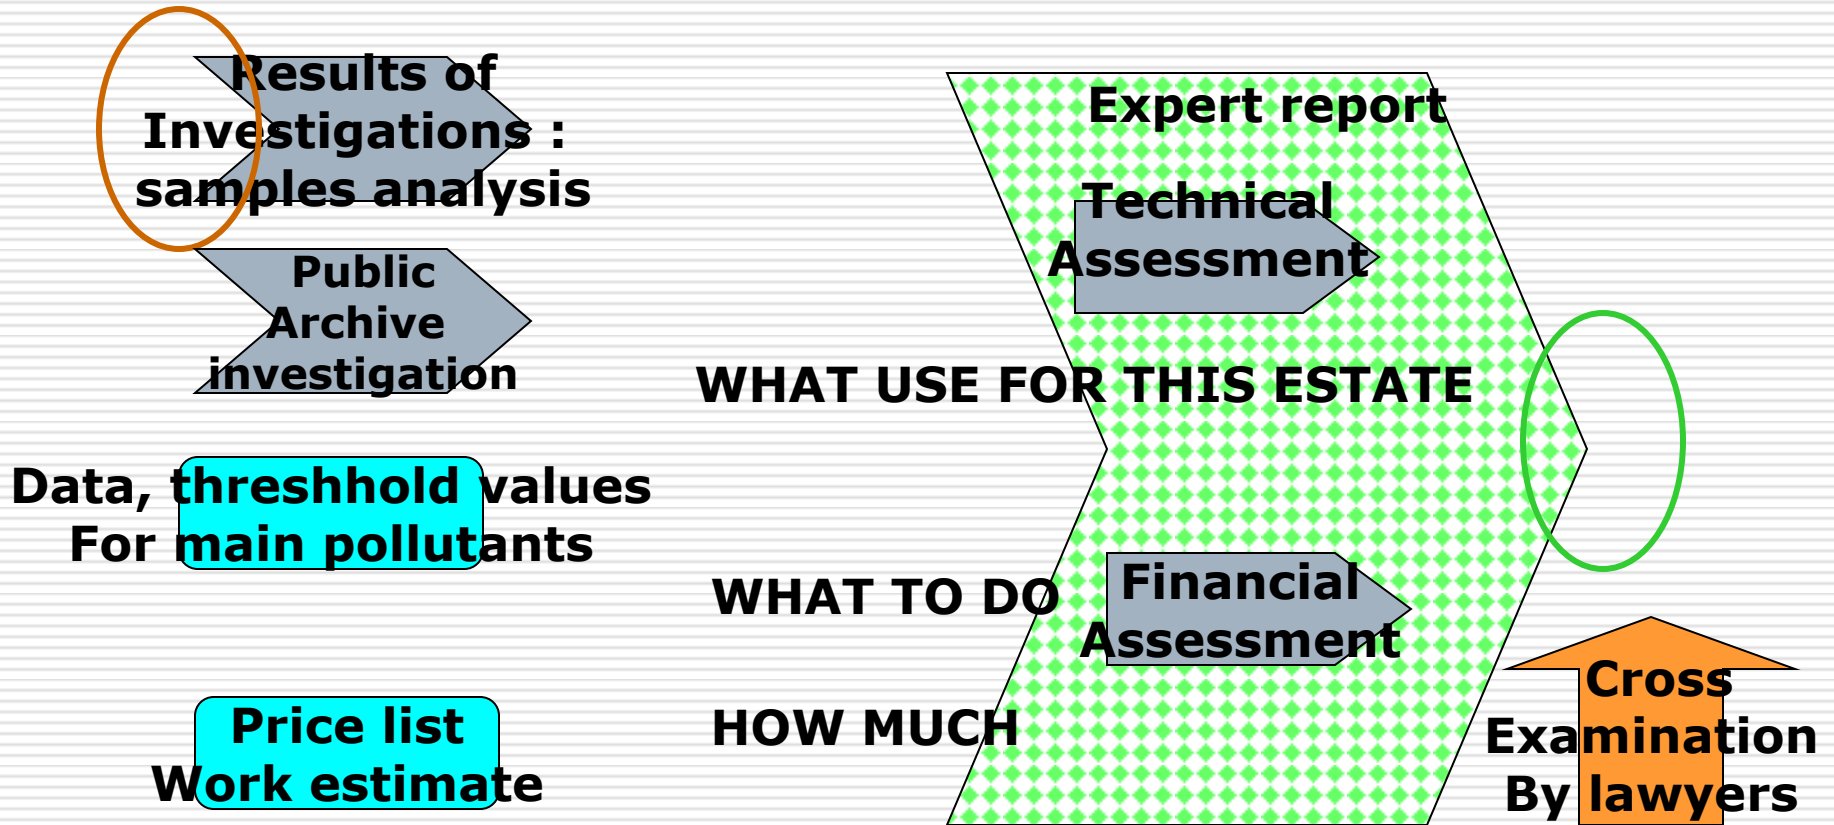 Results of
Investigations :
samples analysis
Public
Archive
investigation
Data, threshhold values
For main pollutants
Price list
Work estimate
WHAT USE FOR THIS ESTATE
WHAT TO DO
HOW MUCH
Expert report
Technical
Assessment
Financial
Assessment
Cross
Examination
By lawyers